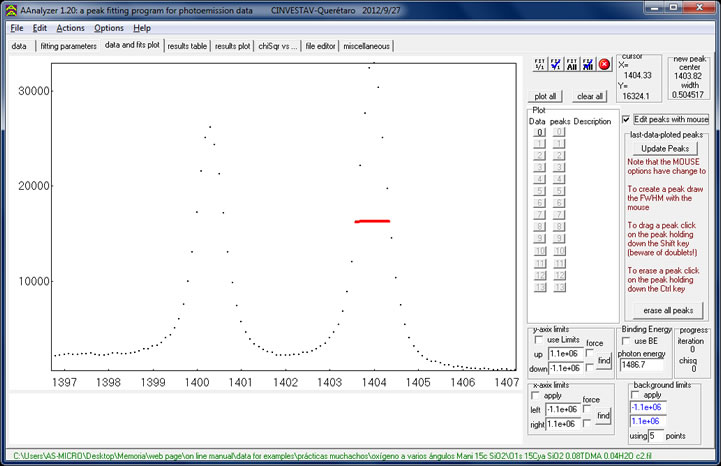 AAnalyzer 1.20: a peak fitting program for photoemission data CINVESTAV-Querétaro 2012/9/27
File Edit Actions Options Help
data fitting parameters data and fits plot results table results plot chiSqr vs ... file editor miscellaneous
FIT √1 FIT √1 FIT All FIT All
plot all clear all
cursor
X=
1404.33
Y=
16324.1
new peak
center
1403.82
width
0.504517
Plot
Data peaks Description
0 0
1 1
2 2
3 3
4 4
5 5
6 6
7 7
8 8
9 9
10 10
11 11
12 12
13 13
Edit peaks with mouse
last-data-ploted peaks
Update Peaks
Note that the MOUSE
options have change to
To create a peak draw
the FWHM with the
mouse
To drag a peak click
on the peak holding
down the Shift key
(beware of doublets!)
To erase a peak click
on the peak holding
down the Ctrl key
erase all peaks
30000
20000
10000
1397 1398 1399 1400 1401 1402 1403 1404 1405 1406 1407
y-axis limits
use Limits force
up 1.1e+06
down -1.1e+06
find
Binding Energy
use BE
photon energy
1486.7
progress
iteration
0
chisq
0
x-axis limits
apply force
left -1.1e+06
right 1.1e+06
find
background limits
apply
-1.1e+06
1.1e+06
using 5 points
C:\Users\AS-MICRO\Desktop\Memoria\web page\on line manual\data for examples\prácticas muchachos\oxígeno a varios ángulos Mani 15c SiO2\O1s 15Cya SiO2 0.08TDMA 0.04H2O c2.fil